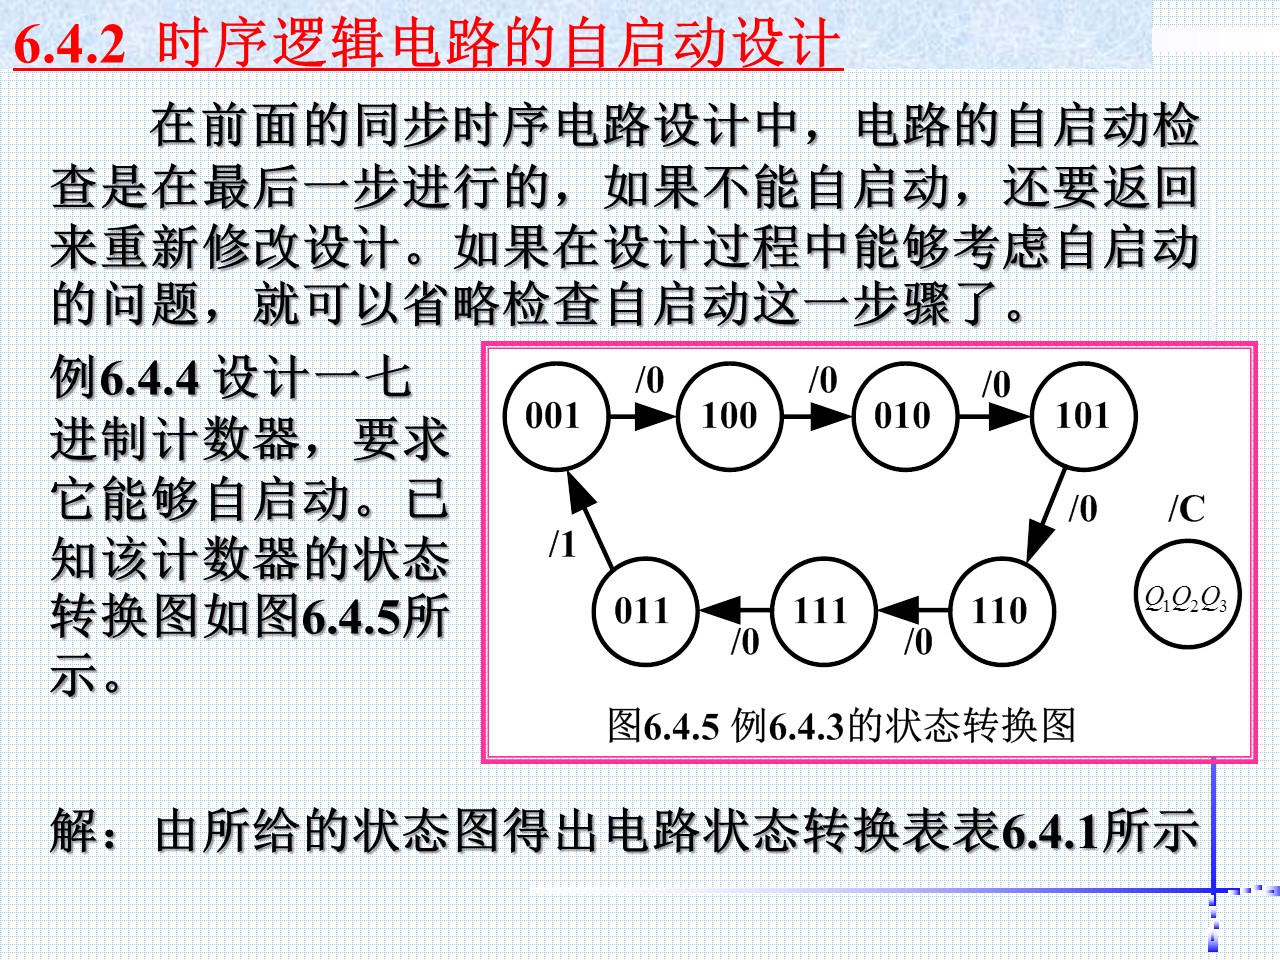 6.4.2 时序逻辑电路的自启动设计
在前面的同步时序电路设计中，电路的自启动检
查是在最后一步进行的，如果不能自启动，还要返回
来重新修改设计。如果在设计过程中能够考虑自启动
的问题，就可以省略检查自启动这一步骤了。
例6.4.4 设计一七
进制计数器，要求
它能够自启动。已
知该计数器的状态
转换图如图6.4.5所
示。
/0 /0 /0
001 100 010 101
/1 /0 /C
011 111 110 Q1Q2Q3
/0 /0
图6.4.5 例6.4.3的状态转换图
解：由所给的状态图得出电路状态转换表表6.4.1所示